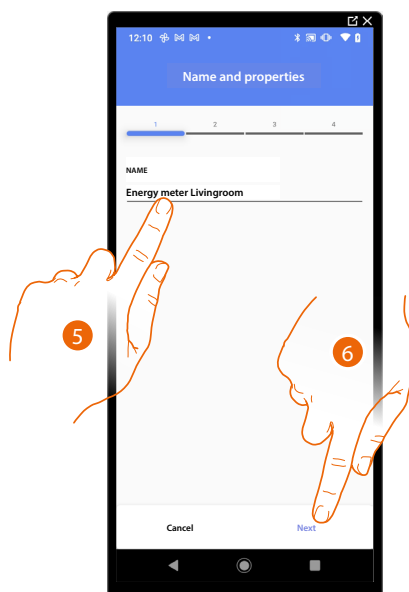 12:10
Name and properties
1 2 3 4
NAME
Energy meter Livingroom
5
6
Cancel Next